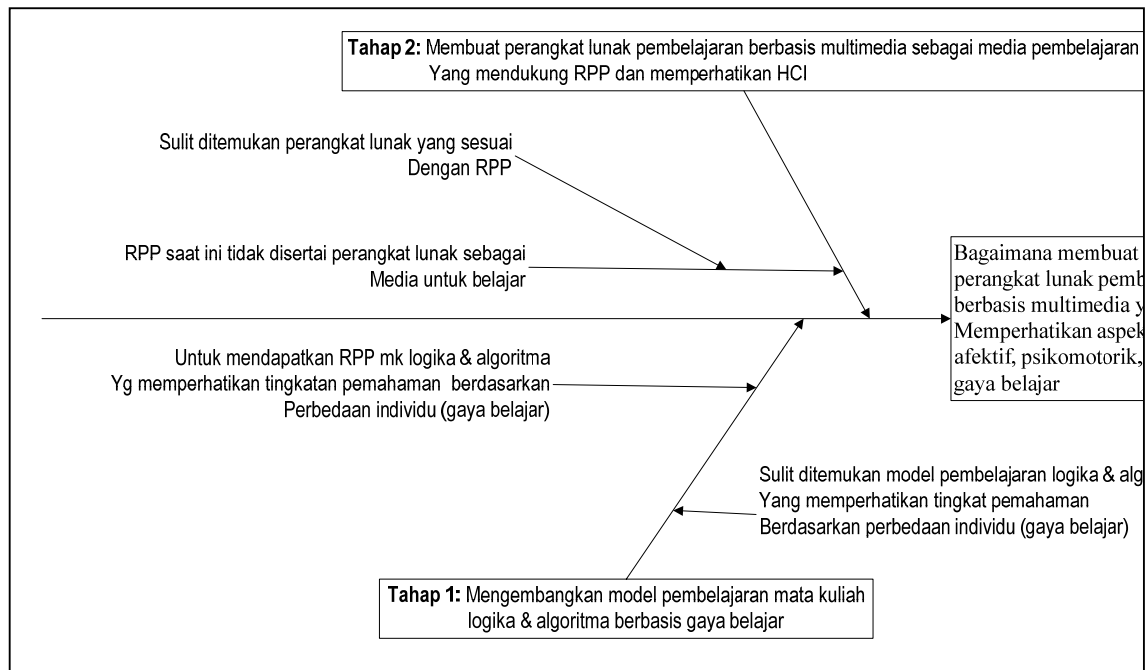 Tahap 2: Membuat perangkat lunak pembelajaran berbasis multimedia sebagai media pembelajaran
Yang mendukung RPP dan memperhatikan HCI
Sulit ditemukan perangkat lunak yang sesuai
Dengan RPP
RPP saat ini tidak disertai perangkat lunak sebagai
Media untuk belajar
Bagaimana membuat
perangkat lunak
berbasis multimedia
Memperhatikan
afektif, psikomotorik,
gaya belajar
Untuk mendapatkan RPP mk logika & algoritma
Yg memperhatikan tingkatan pemahaman berdasarkan
Perbedaan individu (gaya belajar)
Sulit ditemukan model pembelajaran logika &
Yang memperhatikan tingkat pemahaman
Berdasarkan perbedaan individu (gaya belajar)
Tahap 1: Mengembangkan model pembelajaran mata kuliah
logika & algoritma berbasis gaya belajar